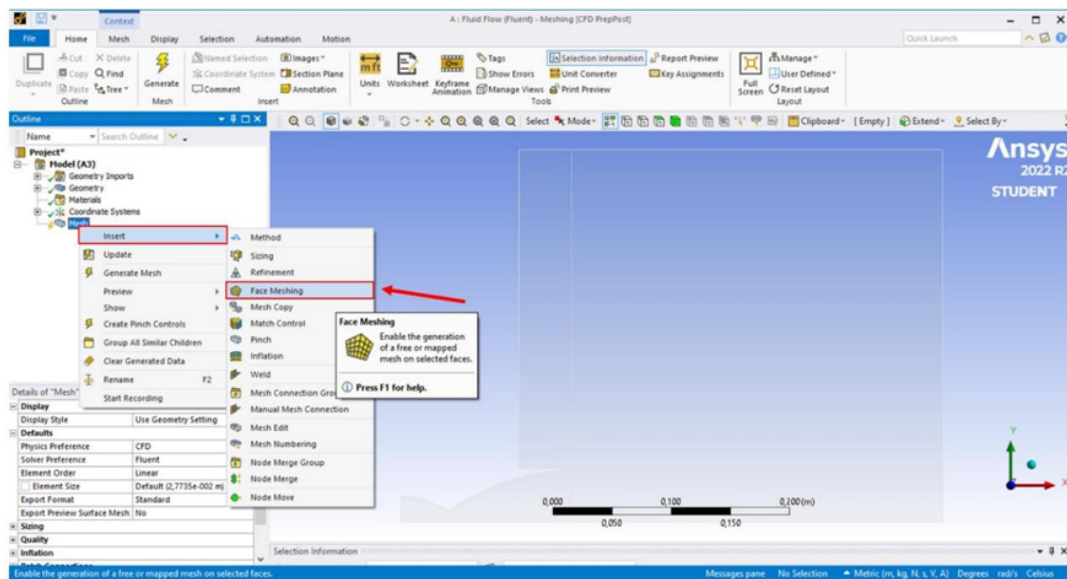 Context
A : Fluid Flow (Fluent) - Meshing [CFD PrepPost]
File Home Mesh Display Selection Automation Motion
Quick Launch
Duplicate
Cut
Copy
Paste
Delete
Find
Tree
Outline
Generate
Mesh
Named Selection
Coordinate System
Comment
Images
Section Plane
Annotation
Insert
Units
Worksheet
Keyframe
Animation
Tags
Show Errors
Manage Views
Selection Information
Unit Converter
Print Preview
Report Preview
Key Assignments
Tools
Full
Screen
Manage
User Defined
Reset Layout
Layout
Outline
Name Search Outline
Select Mode Clipboard [ Empty ] Extend Select By
Project*
Model (A3)
Geometry Imports
Geometry
Materials
Coordinate Systems
Mesh
Insert
Update
Generate Mesh
Preview
Show
Create Pinch Controls
Group All Similar Children
Clear Generated Data
Rename F2
Start Recording
Method
Sizing
Refinement
Face Meshing
Mesh Copy
Match Control
Pinch
Inflation
Weld
Mesh Connection Gro
Manual Mesh Connection
Mesh Edit
Mesh Numbering
Node Merge Group
Node Merge
Node Move
Face Meshing
Enable the generation
of a free or mapped
mesh on selected faces.
Press F1 for help.
Ansys
2022 R2
STUDENT
Details of "Mesh"
Display
Display Style Use Geometry Setting
Defaults
Physics Preference CFD
Solver Preference Fluent
Element Order Linear
Element Size Default (2,7735e-002 m)
Export Format Standard
Export Preview Surface Mesh No
Sizing
Quality
Inflation
0,000 0,100 0,200 (m)
0,050 0,150
Y
X
Selection Information
Enable the generation of a free or mapped mesh on selected faces.
Messages pane No Selection Metric (m, kg, N, s, V, A) Degrees rad/s Celsius